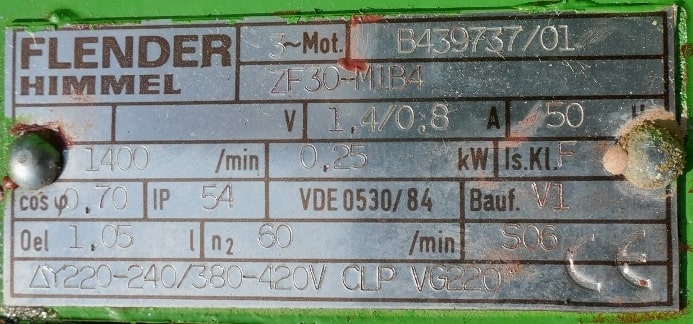 FLENDER HIMMEL
3~Mot. B439737/01
ZF30-M1B4
V 1,4/0,8 A 50
1400 /min 0,25 kW Is.Kl. F
cos φ 0,70 IP 54 VDE 0530/84 Bauf. V1
Oel 1,05 l n₂ 60 /min S06
ΔY220-240/380-420V CLP VG220 CE